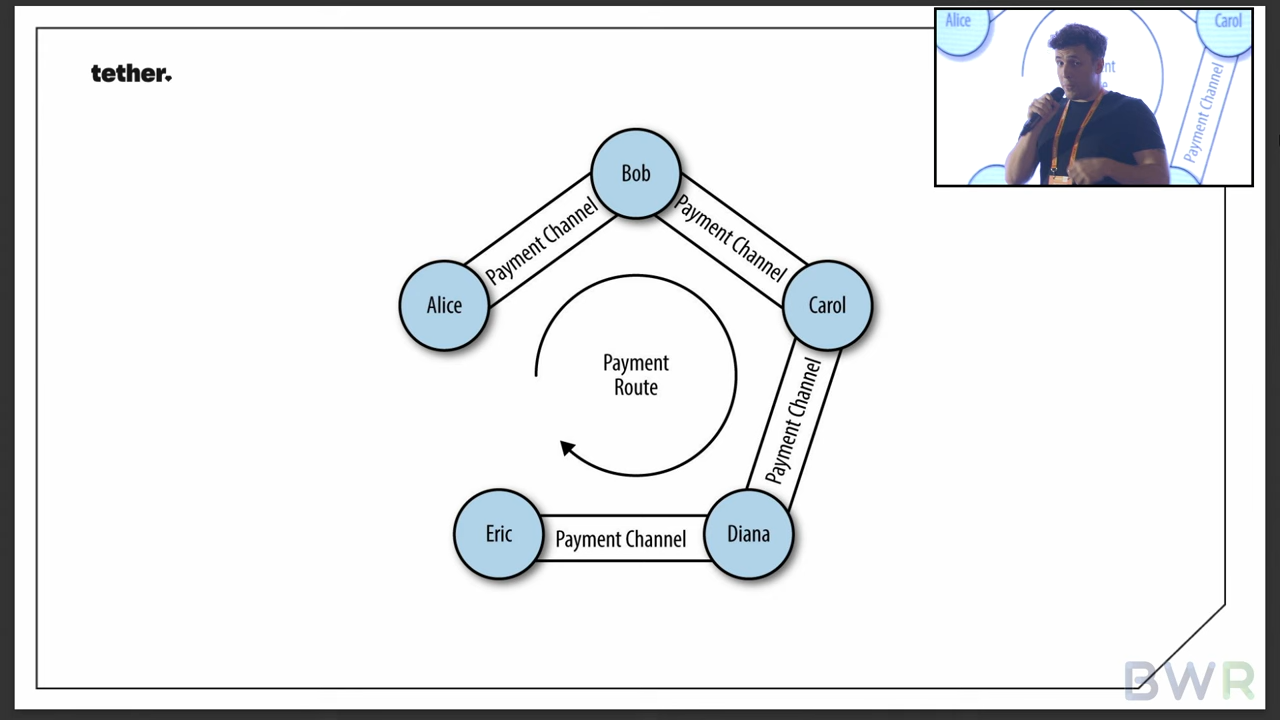 tether.
Alice
Carol
nt
e
Payment Channel
Bob
Payment Channel
Payment Channel
Alice
Carol
Payment
Route
Payment Channel
Eric
Payment Channel
Diana
BWR